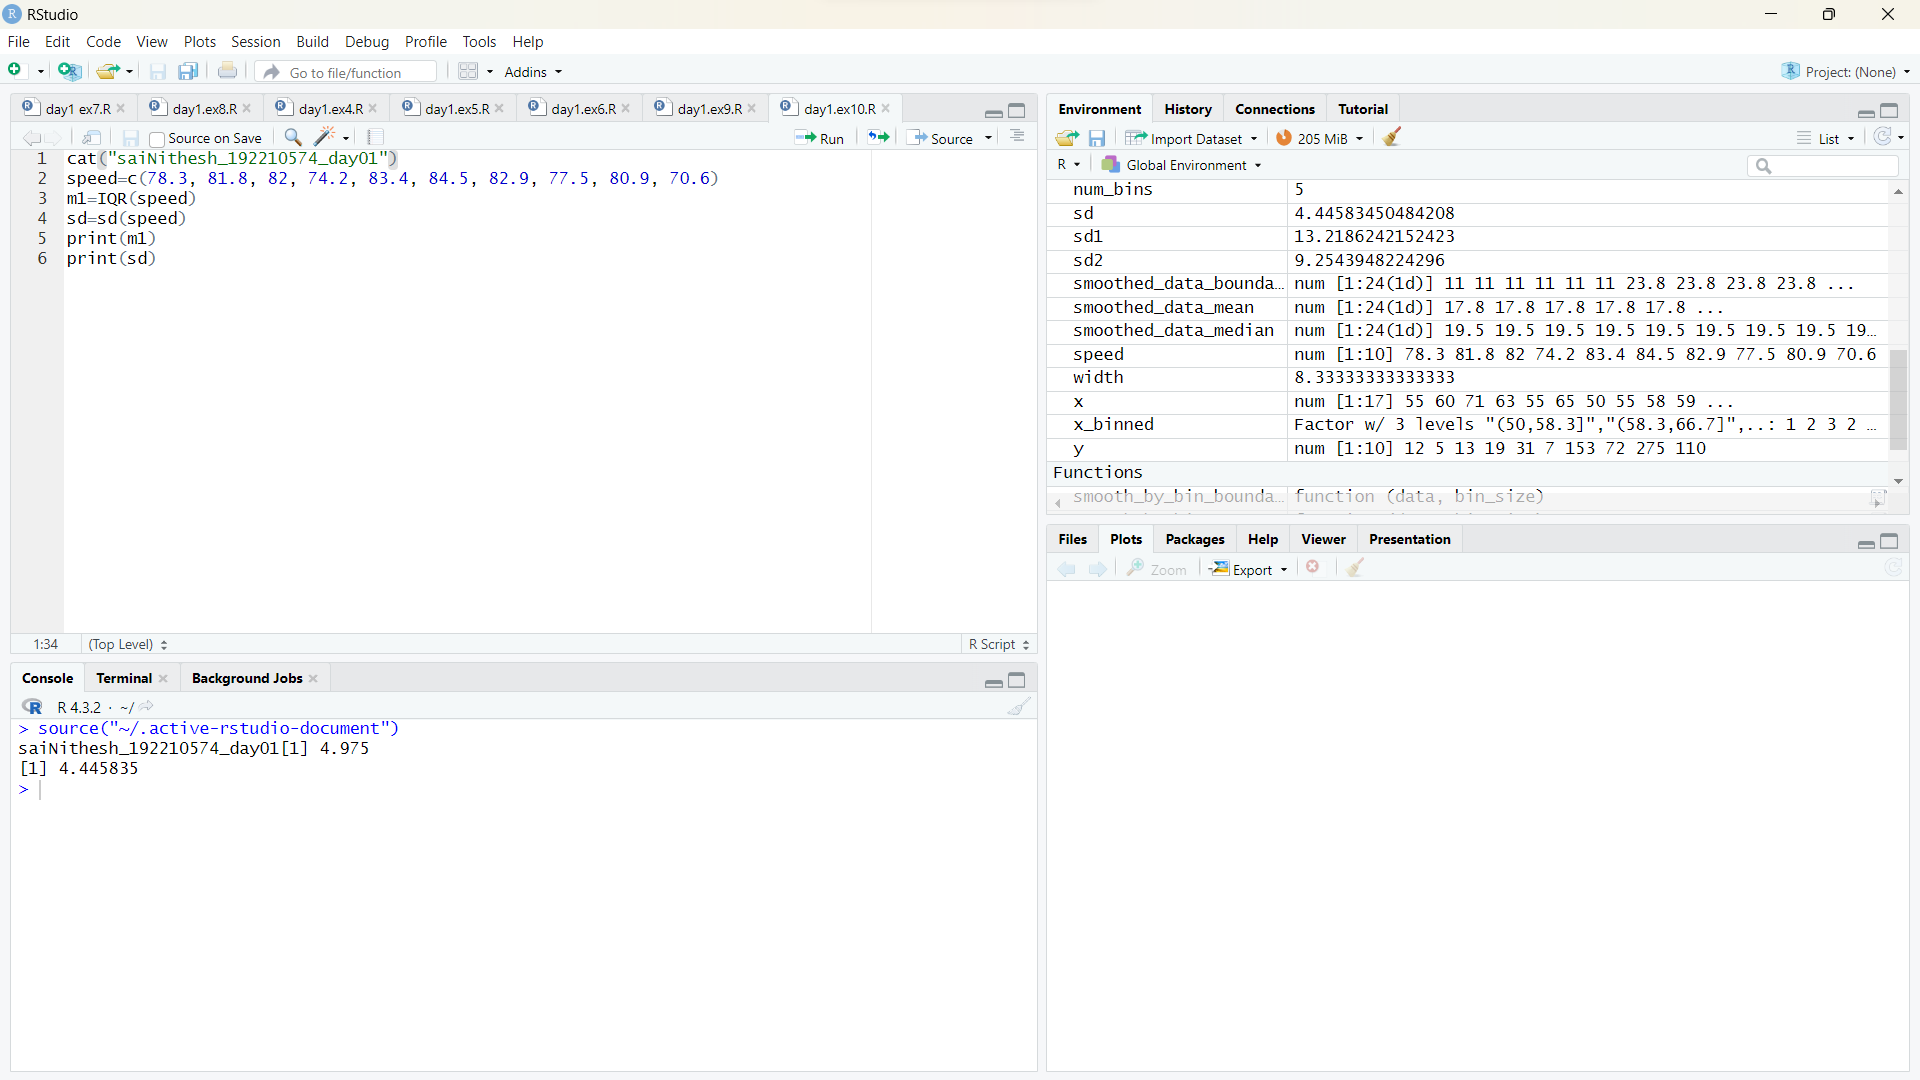 RStudio
File Edit Code View Plots Session Build Debug Profile Tools Help
Go to file/function Addins Project: (None)
day1 ex7.R day1.ex8.R day1.ex4.R day1.ex5.R day1.ex6.R day1.ex9.R day1.ex10.R
Source on Save Run Source
1 cat("saiNithesh_192210574_day01")
2 speed=c(78.3, 81.8, 82, 74.2, 83.4, 84.5, 82.9, 77.5, 80.9, 70.6)
3 m1=IQR(speed)
4 sd=sd(speed)
5 print(m1)
6 print(sd)
1:34 (Top Level) R Script
Console Terminal Background Jobs
R 4.3.2 · ~/
> source("~/.active-rstudio-document")
saiNithesh_192210574_day01[1] 4.975
[1] 4.445835
>
Environment History Connections Tutorial
Import Dataset 205 MiB List
R Global Environment
num_bins 5
sd 4.44583450484208
sd1 13.2186242152423
sd2 9.2543948224296
smoothed_data_bounda… num [1:24(1d)] 11 11 11 11 11 11 23.8 23.8 23.8 23.8 ...
smoothed_data_mean num [1:24(1d)] 17.8 17.8 17.8 17.8 17.8 ...
smoothed_data_median num [1:24(1d)] 19.5 19.5 19.5 19.5 19.5 19.5 19.5 19.5 19…
speed num [1:10] 78.3 81.8 82 74.2 83.4 84.5 82.9 77.5 80.9 70.6
width 8.33333333333333
x num [1:17] 55 60 71 63 55 65 50 55 58 59 ...
x_binned Factor w/ 3 levels "(50,58.3]","(58.3,66.7]",..: 1 2 3 2 …
y num [1:10] 12 5 13 19 31 7 153 72 275 110
Functions
smooth_by_bin_bounda… function (data, bin_size)
Files Plots Packages Help Viewer Presentation
Zoom Export